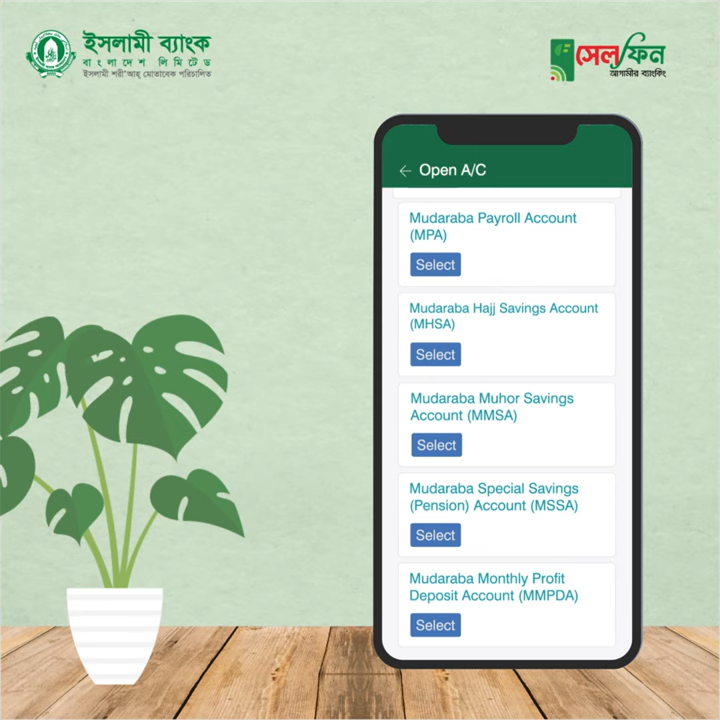 ইসলামী ব্যাংক
বাংলাদেশ লিমিটেড
ইসলামী শরী'আহ্ মোতাবেক পরিচালিত
সেলফিন
আগামীর ব্যাংকিং
← Open A/C
Mudaraba Payroll Account
(MPA)
Select
Mudaraba Hajj Savings Account
(MHSA)
Select
Mudaraba Muhor Savings
Account (MMSA)
Select
Mudaraba Special Savings
(Pension) Account (MSSA)
Select
Mudaraba Monthly Profit
Deposit Account (MMPDA)
Select